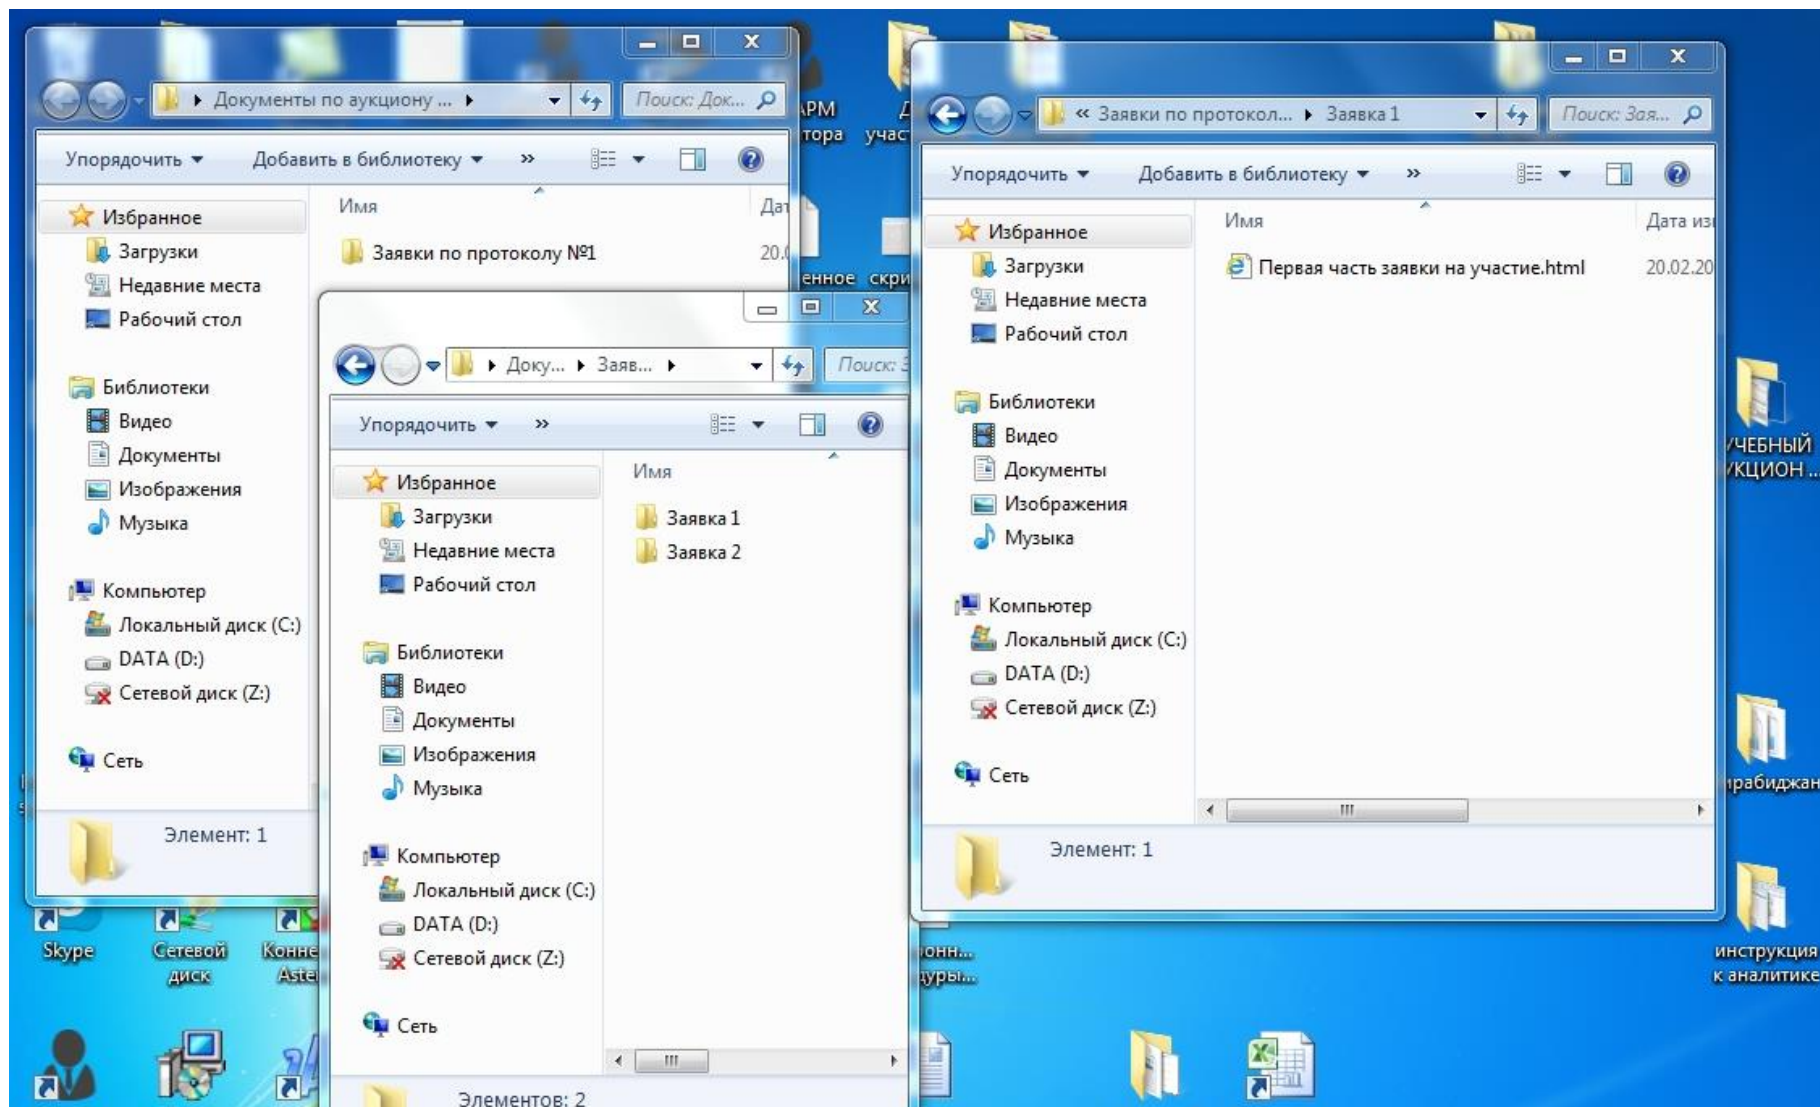 Документы по аукциону ...
Поиск: Док...
Упорядочить
Добавить в библиотеку
»
Имя
Избранное
Загрузки
Недавние места
Рабочий стол
Заявки по протоколу №1
Библиотеки
Видео
Документы
Изображения
Музыка
Компьютер
Локальный диск (C:)
DATA (D:)
Сетевой диск (Z:)
Сеть
Элемент: 1
Доку...
Заяв...
Поиск:
Упорядочить
»
Имя
Избранное
Загрузки
Недавние места
Рабочий стол
Заявка 1
Заявка 2
Библиотеки
Видео
Документы
Изображения
Музыка
Компьютер
Локальный диск (C:)
DATA (D:)
Сетевой диск (Z:)
Сеть
Элементов: 2
« Заявки по протокол...
Заявка 1
Поиск: Зая...
Упорядочить
Добавить в библиотеку
»
Имя
Дата
Избранное
Загрузки
Недавние места
Рабочий стол
Первая часть заявки на участие.html
20.02.20
Библиотеки
Видео
Документы
Изображения
Музыка
Компьютер
Локальный диск (C:)
DATA (D:)
Сетевой диск (Z:)
Сеть
Элемент: 1
Skype
Сетевой
диск
инструкция
к аналитике